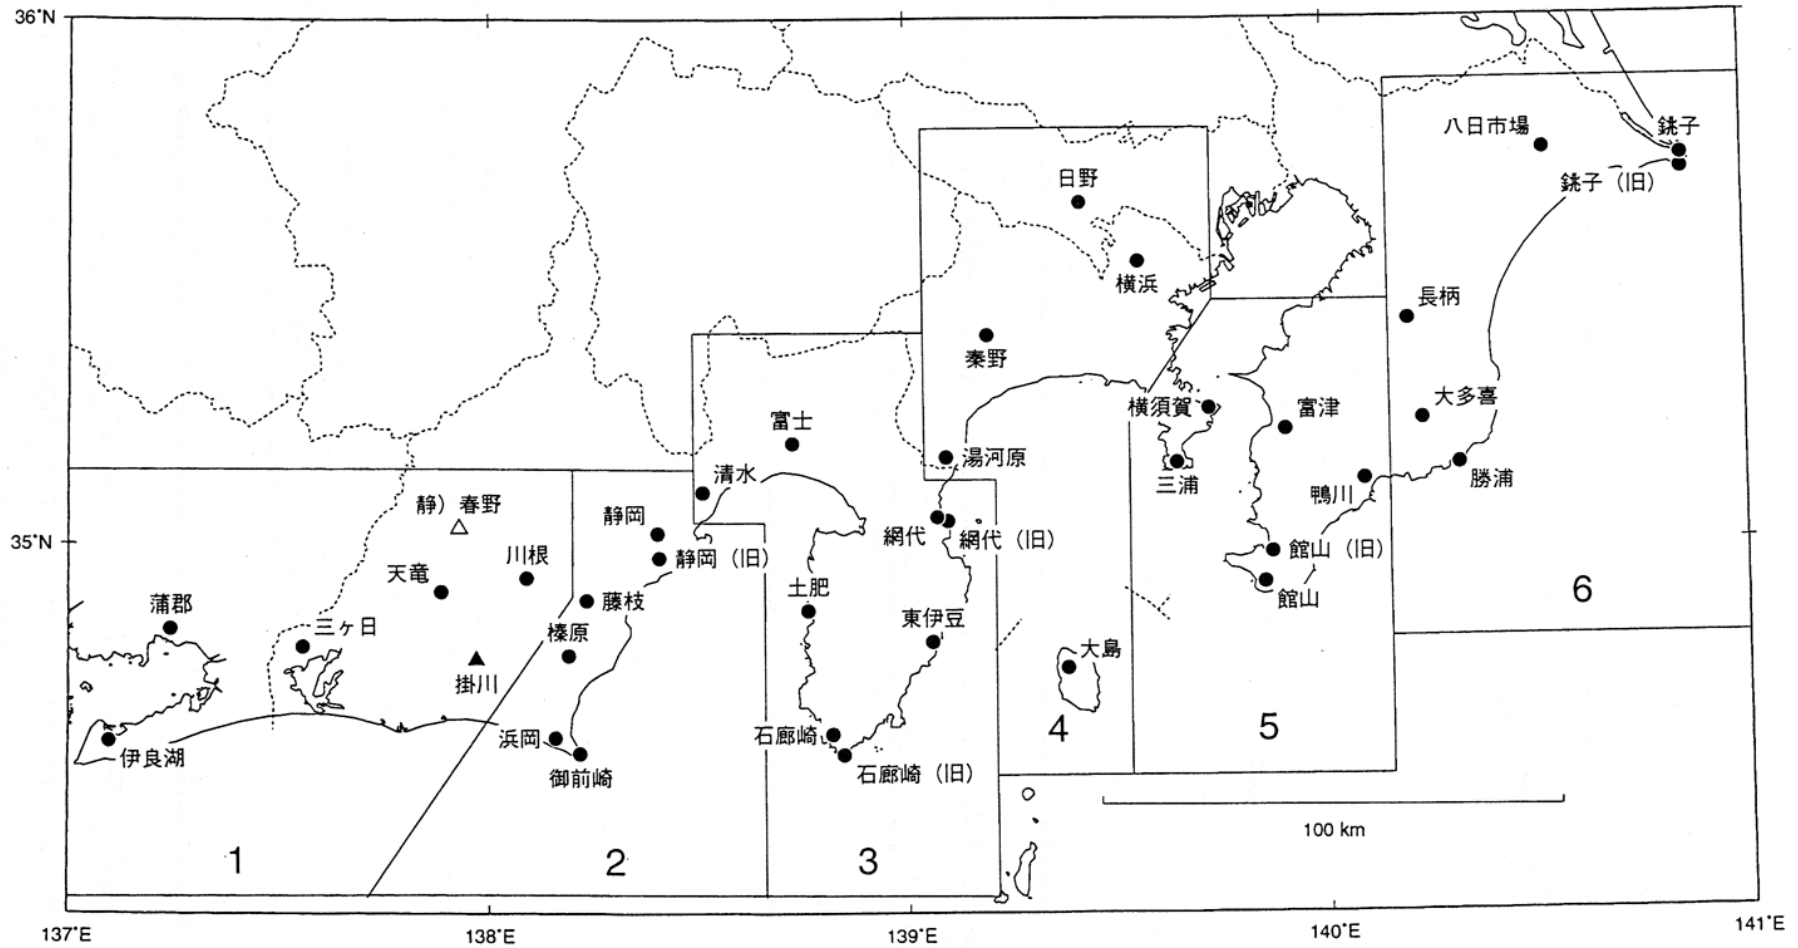 36°N
八日市場
銚子
銚子（旧）
日野
横浜
長柄
秦野
大多喜
横須賀
富津
富士
湯河原
清水
三浦
鴨川
勝浦
静）春野
静岡
網代
網代（旧）
35°N
静岡（旧）
館山（旧）
川根
天竜
土肥
館山
6
蒲郡
藤枝
東伊豆
三ヶ日
榛原
大島
掛川
4
5
伊良湖
浜岡
石廊崎
御前崎
石廊崎（旧）
100 km
1
2
3
137°E
138°E
139°E
140°E
141°E